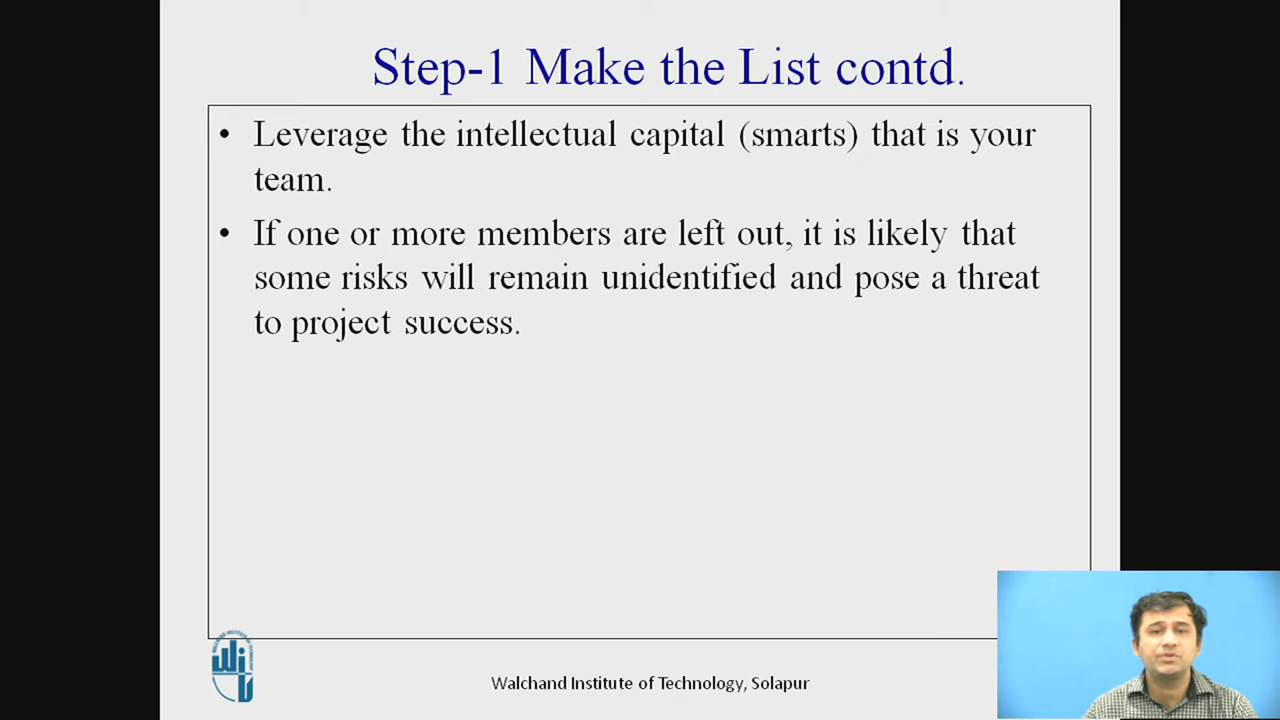 Step-1 Make the List contd.
• Leverage the intellectual capital (smarts) that is your
team.
• If one or more members are left out, it is likely that
some risks will remain unidentified and pose a threat
to project success.
Walchand Institute of Technology, Solapur